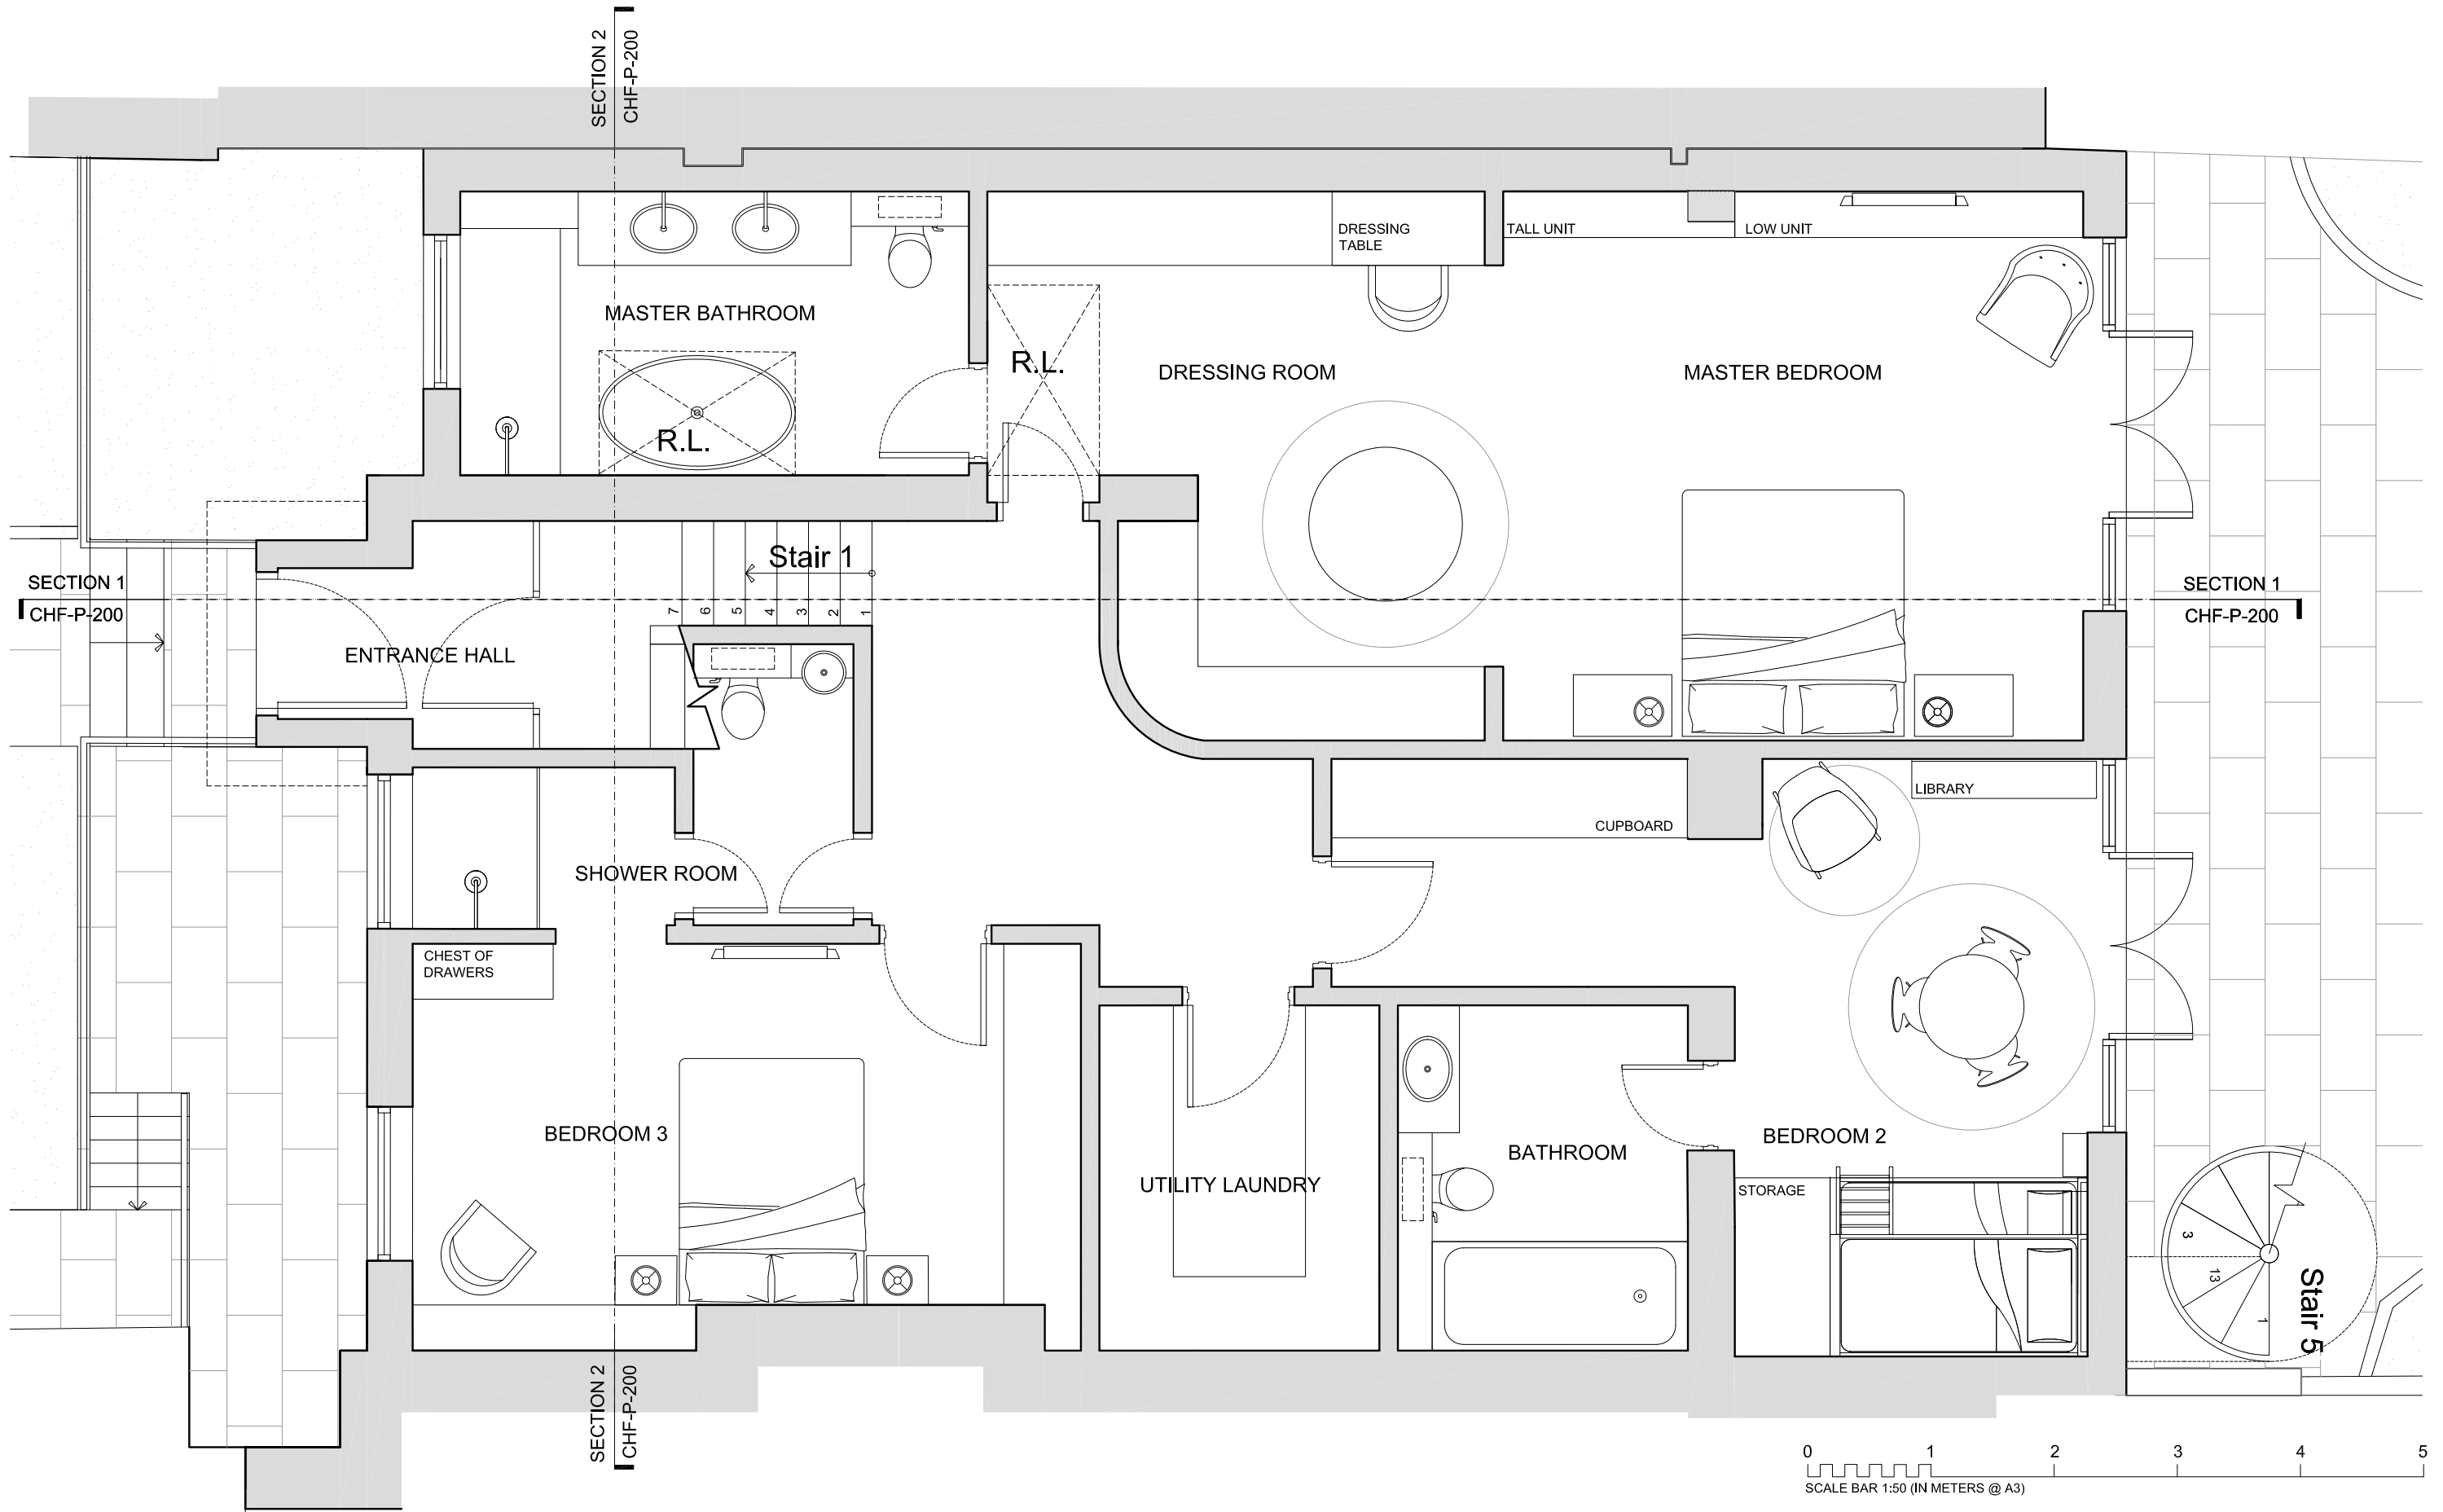 SECTION 2
CHF-P-200
DRESSING
TABLE
TALL UNIT
LOW UNIT
MASTER BATHROOM
R.L.
R.L.
DRESSING ROOM
MASTER BEDROOM
Stair 1
7
6
5
4
3
2
1
SECTION 1
CHF-P-200
SECTION 1
CHF-P-200
ENTRANCE HALL
LIBRARY
CUPBOARD
SHOWER ROOM
CHEST OF
DRAWERS
BEDROOM 3
BEDROOM 2
BATHROOM
UTILITY LAUNDRY
STORAGE
3
13
1
Stair 5
SECTION 2
CHF-P-200
0 1 2 3 4 5
SCALE BAR 1:50 (IN METERS @ A3)